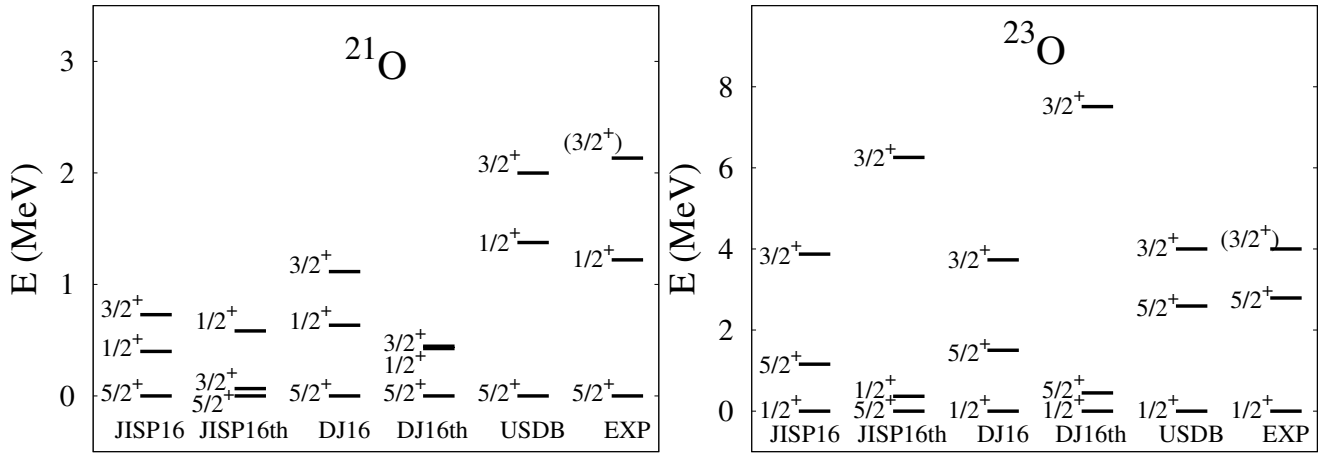 21O
E (MeV)
3
2
1
0
3/2+
1/2+
5/2+
JISP16
1/2+
3/2+
5/2+
JISP16th
3/2+
1/2+
5/2+
DJ16
3/2+
1/2+
5/2+
DJ16th
3/2+
1/2+
5/2+
USDB
(3/2+)
1/2+
5/2+
EXP
23O
E (MeV)
8
6
4
2
0
3/2+
5/2+
1/2+
JISP16
3/2+
1/2+
5/2+
JISP16th
3/2+
5/2+
1/2+
DJ16
3/2+
5/2+
1/2+
DJ16th
3/2+
5/2+
1/2+
USDB
(3/2+)
5/2+
1/2+
EXP